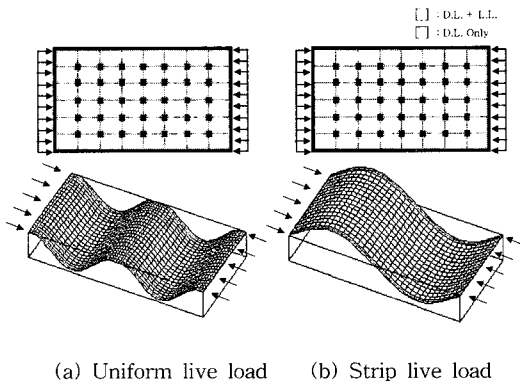 : D.L. + L.L.
: D.L. Only
(a) Uniform live load
(b) Strip live load